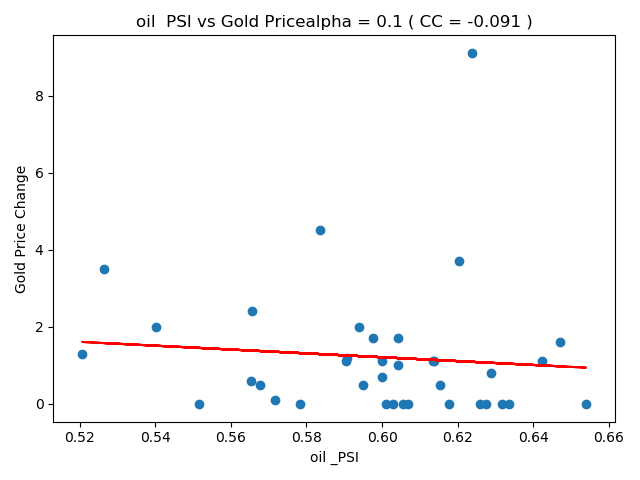 oil  PSI vs Gold Pricealpha = 0.1 ( CC = -0.091 )
Gold Price Change
8
6
4
2
0
0.52 0.54 0.56 0.58 0.60 0.62 0.64 0.66
oil _PSI